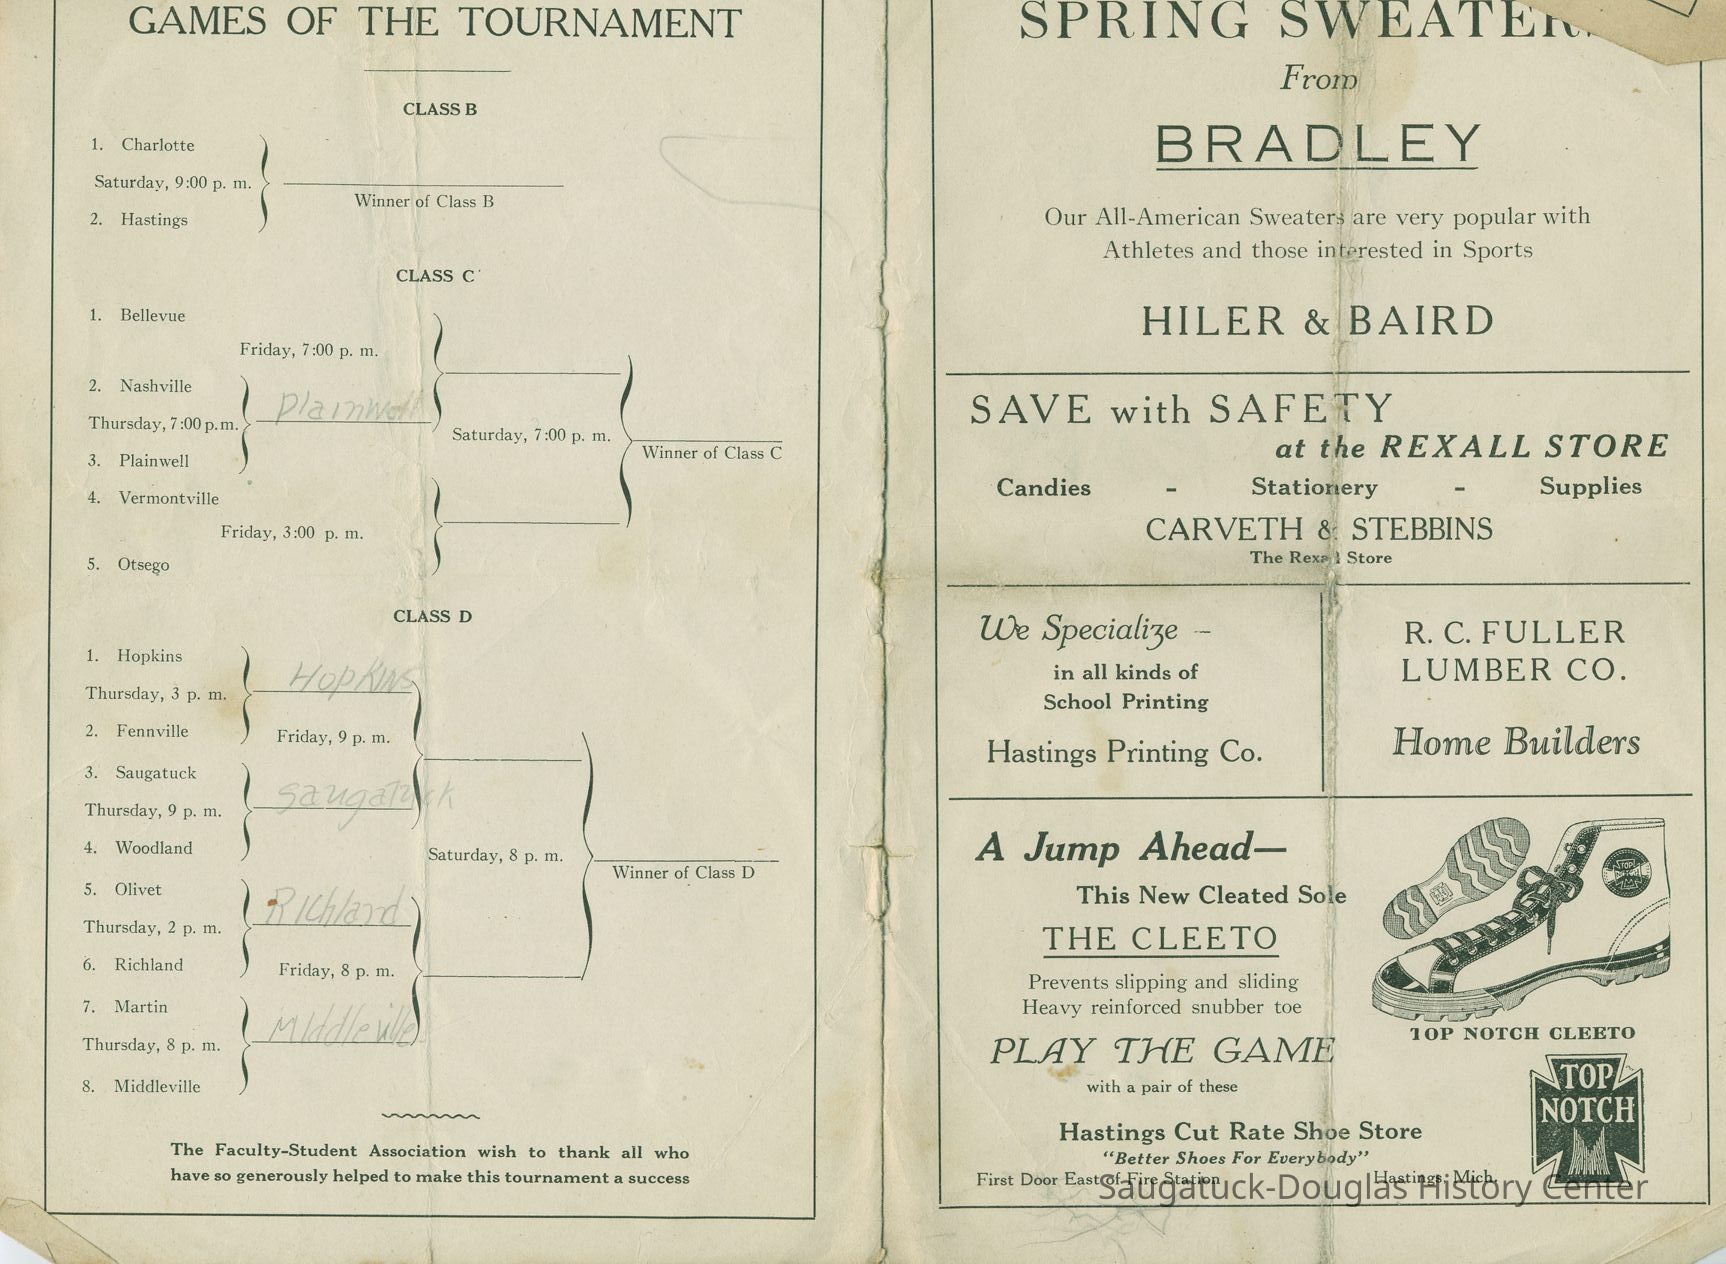 GAMES OF THE TOURNAMENT
CLASS B
1. Charlotte
Saturday, 9:00 p. m.
Winner of Class B
2. Hastings
CLASS C
1. Bellevue
Friday, 7:00 p. m.
2. Nashville
Plainwell
Thursday, 7:00 p.m.
Saturday, 7:00 p. m.
Winner of Class C
3. Plainwell
4. Vermontville
Friday, 3:00 p. m.
5. Otsego
CLASS D
1. Hopkins
Hopkins
Thursday, 3 p. m.
2. Fennville
Friday, 9 p. m.
3. Saugatuck
Saugatuck
Thursday, 9 p. m.
4. Woodland
Saturday, 8 p. m.
Winner of Class D
5. Olivet
Richland
Thursday, 2 p. m.
6. Richland
Friday, 8 p. m.
7. Martin
Middleville
Thursday, 8 p. m.
8. Middleville
The Faculty-Student Association wish to thank all who
have so generously helped to make this tournament a success
SPRING SWEATERS
From
BRADLEY
Our All-American Sweaters are very popular with
Athletes and those interested in Sports
HILER & BAIRD
SAVE with SAFETY
at the REXALL STORE
Candies - Stationery - Supplies
CARVETH & STEBBINS
The Rexall Store
We Specialize -
in all kinds of
School Printing
Hastings Printing Co.
R. C. FULLER
LUMBER CO.
Home Builders
A Jump Ahead—
This New Cleated Sole
THE CLEETO
Prevents slipping and sliding
Heavy reinforced snubber toe
TOP NOTCH CLEETO
PLAY THE GAME
with a pair of these
TOP
NOTCH
Hastings Cut Rate Shoe Store
"Better Shoes For Everybody"
First Door East of Fire Station Hastings, Mich.
Saugatuck-Douglas History Center